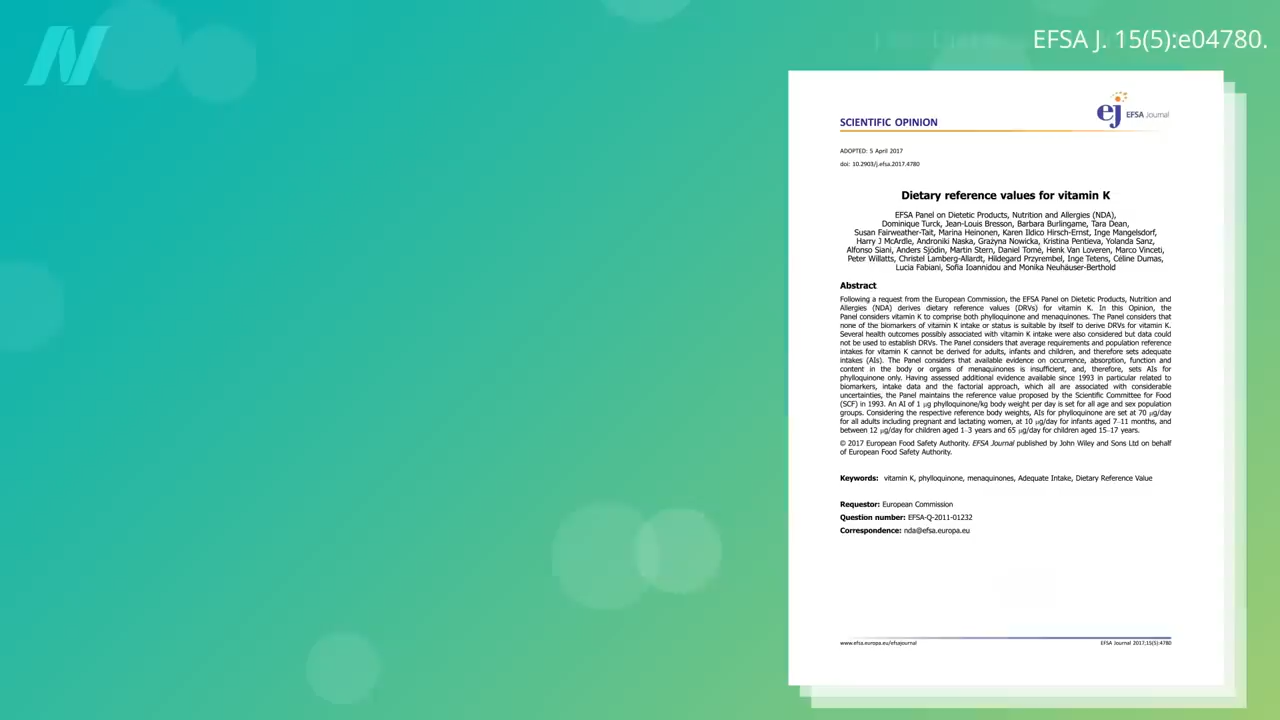 EFSA J. 15(5):e04780.
EFSA Journal
SCIENTIFIC OPINION
ADOPTED: 5 April 2017
doi: 10.2903/j.efsa.2017.4780
Dietary reference values for vitamin K
EFSA Panel on Dietetic Products, Nutrition and Allergies (NDA),
Dominique Turck, Jean-Louis Bresson, Barbara Burlingame, Tara Dean,
Susan Fairweather-Tait, Marina Heinonen, Karen Ildico Hirsch-Ernst, Inge Mangelsdorf,
Harry J McArdle, Androniki Naska, Grażyna Nowicka, Kristina Pentieva, Yolanda Sanz,
Alfonso Siani, Anders Sjödin, Martin Stern, Daniel Tomé, Henk Van Loveren, Marco Vinceti,
Peter Willatts, Christel Lamberg-Allardt, Hildegard Przyrembel, Inge Tetens, Céline Dumas,
Lucia Fabiani, Sofia Ioannidou and Monika Neuhäuser-Berthold
Abstract
Following a request from the European Commission, the EFSA Panel on Dietetic Products, Nutrition and
Allergies (NDA) derives dietary reference values (DRVs) for vitamin K. In this Opinion, the
Panel considers vitamin K to comprise both phylloquinone and menaquinones. The Panel considers that
none of the biomarkers of vitamin K intake or status is suitable by itself to derive DRVs for vitamin K.
Several health outcomes possibly associated with vitamin K intake were also considered but data could
not be used to establish DRVs. The Panel considers that average requirements and population reference
intakes for vitamin K cannot be derived for adults, infants and children, and therefore sets adequate
intakes (AIs). The Panel considers that available evidence on occurrence, absorption, function and
content in the body or organs of menaquinones is insufficient, and, therefore, sets AIs for
phylloquinone only. Having assessed additional evidence available since 1993 in particular related to
biomarkers, intake data and the factorial approach, which all are associated with considerable
uncertainties, the Panel maintains the reference value proposed by the Scientific Committee for Food
(SCF) in 1993. An AI of 1 μg phylloquinone/kg body weight per day is set for all age and sex population
groups. Considering the respective reference body weights, AIs for phylloquinone are set at 70 μg/day
for all adults including pregnant and lactating women, at 10 μg/day for infants aged 7–11 months, and
between 12 μg/day for children aged 1–3 years and 65 μg/day for children aged 15–17 years.
© 2017 European Food Safety Authority. EFSA Journal published by John Wiley and Sons Ltd on behalf
of European Food Safety Authority.
Keywords: vitamin K, phylloquinone, menaquinones, Adequate Intake, Dietary Reference Value
Requestor: European Commission
Question number: EFSA-Q-2011-01232
Correspondence: nda@efsa.europa.eu
www.efsa.europa.eu/efsajournal
EFSA Journal 2017;15(5):4780